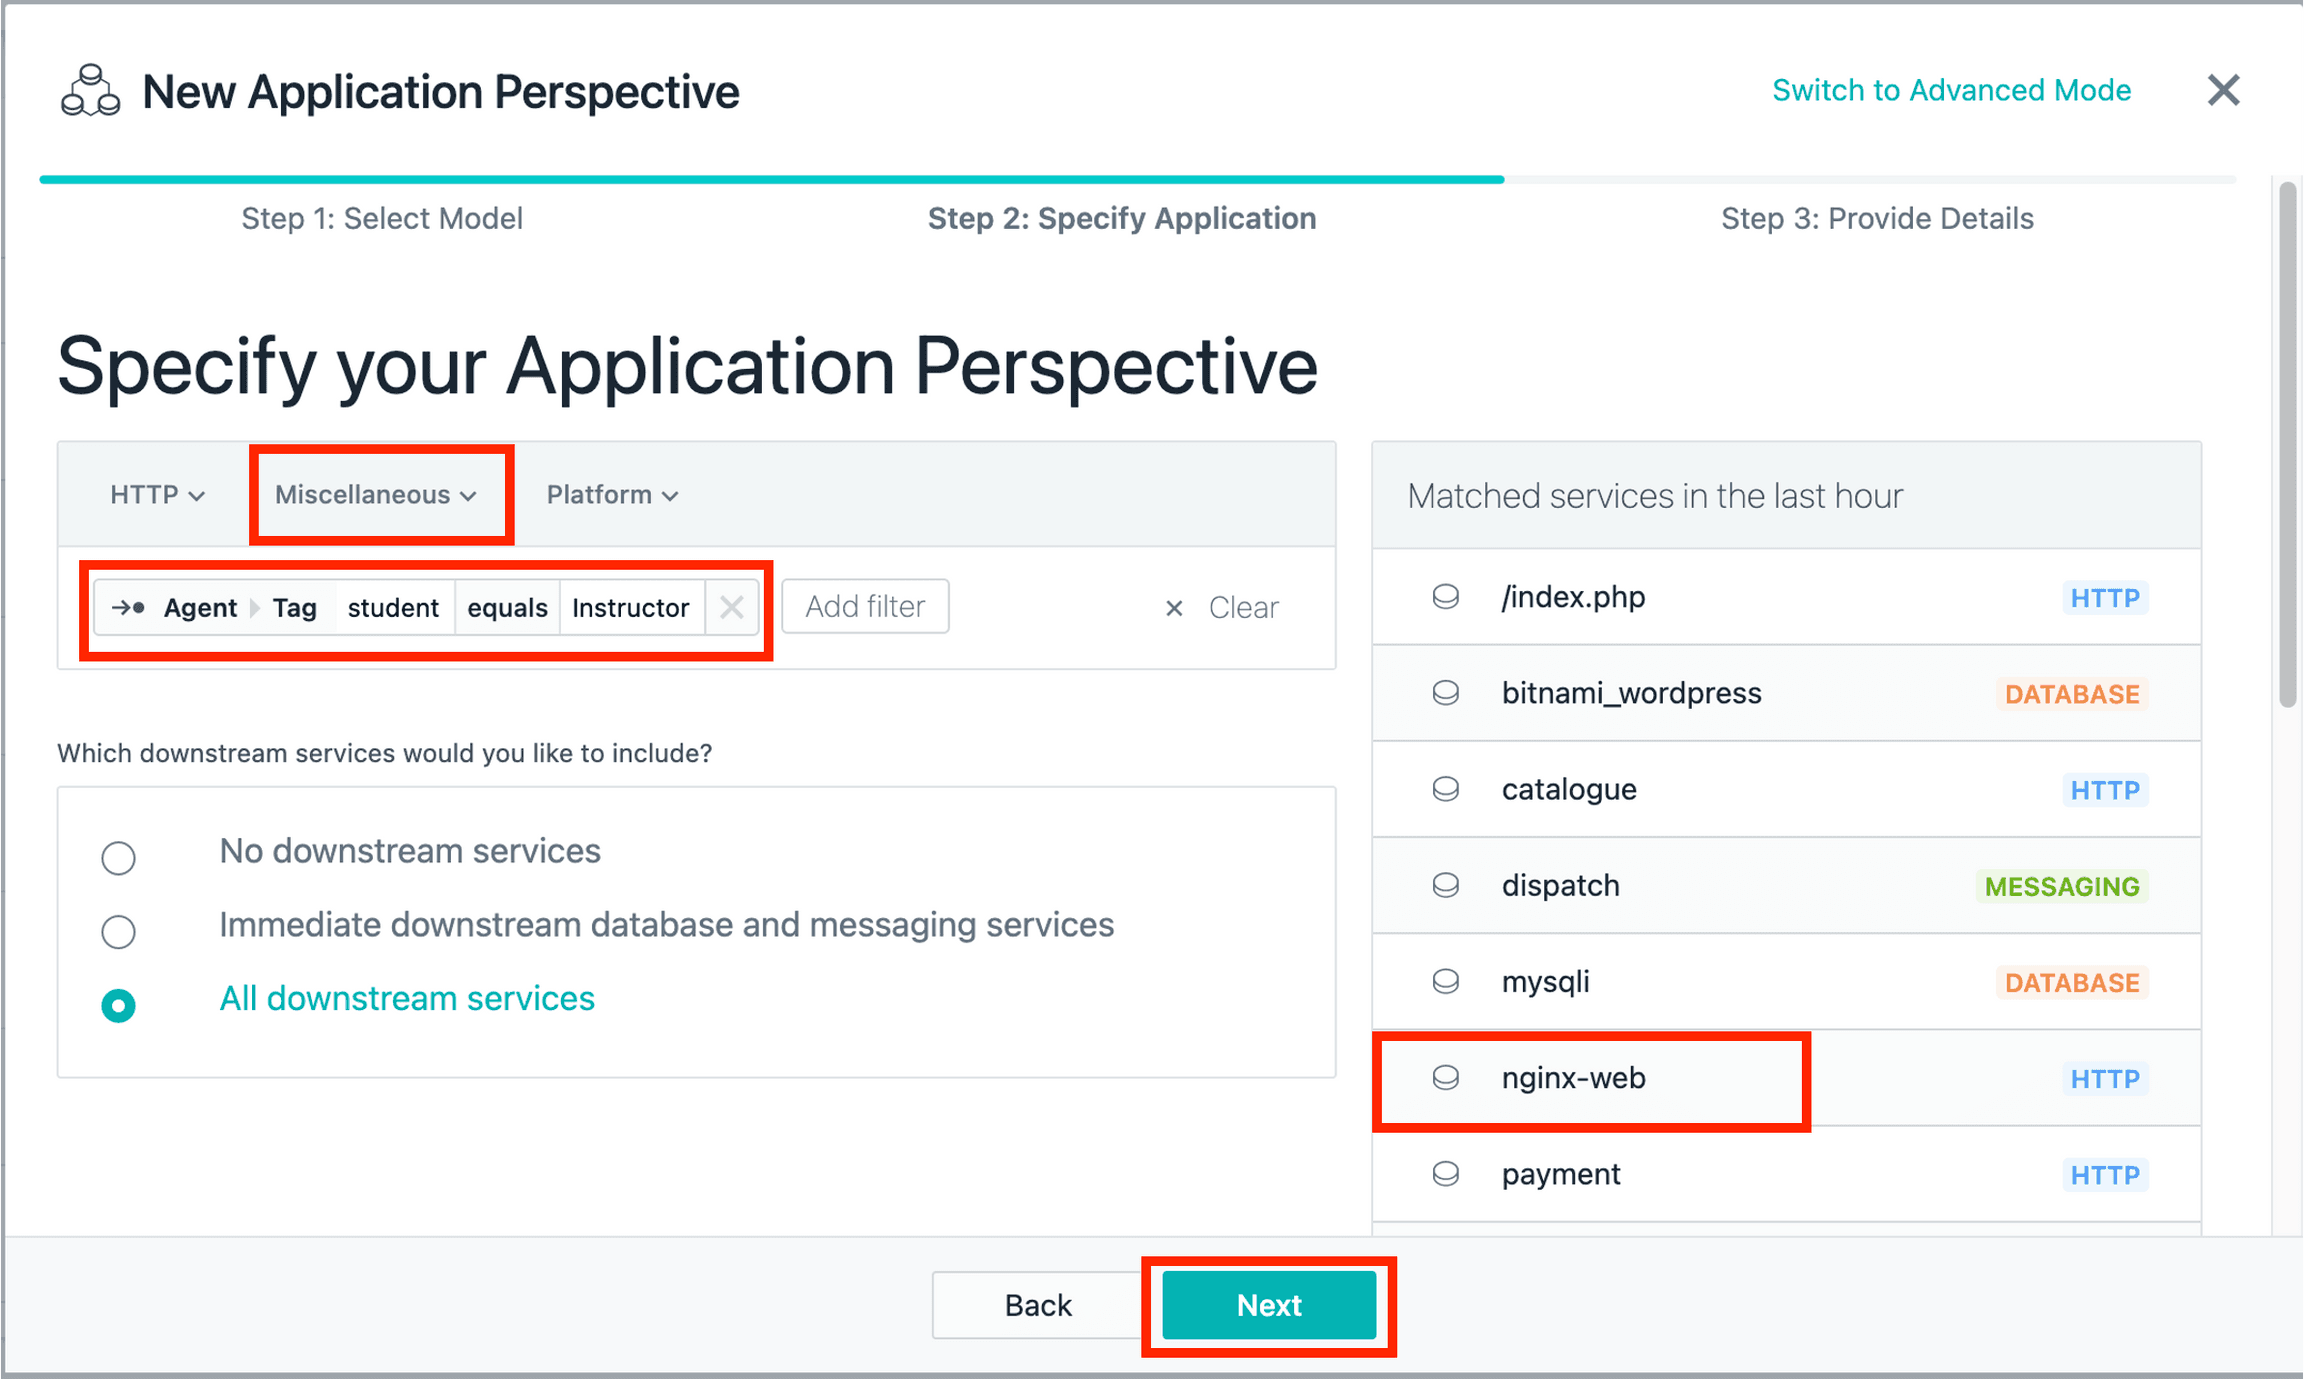 New Application Perspective
Switch to Advanced Mode
Step 1: Select Model
Step 2: Specify Application
Step 3: Provide Details
Specify your Application Perspective
HTTP
Miscellaneous
Platform
Agent Tag student equals Instructor
Add filter
Clear
Which downstream services would you like to include?
No downstream services
Immediate downstream database and messaging services
All downstream services
Matched services in the last hour
/index.php HTTP
bitnami_wordpress DATABASE
catalogue HTTP
dispatch MESSAGING
mysqli DATABASE
nginx-web HTTP
payment HTTP
Back
Next